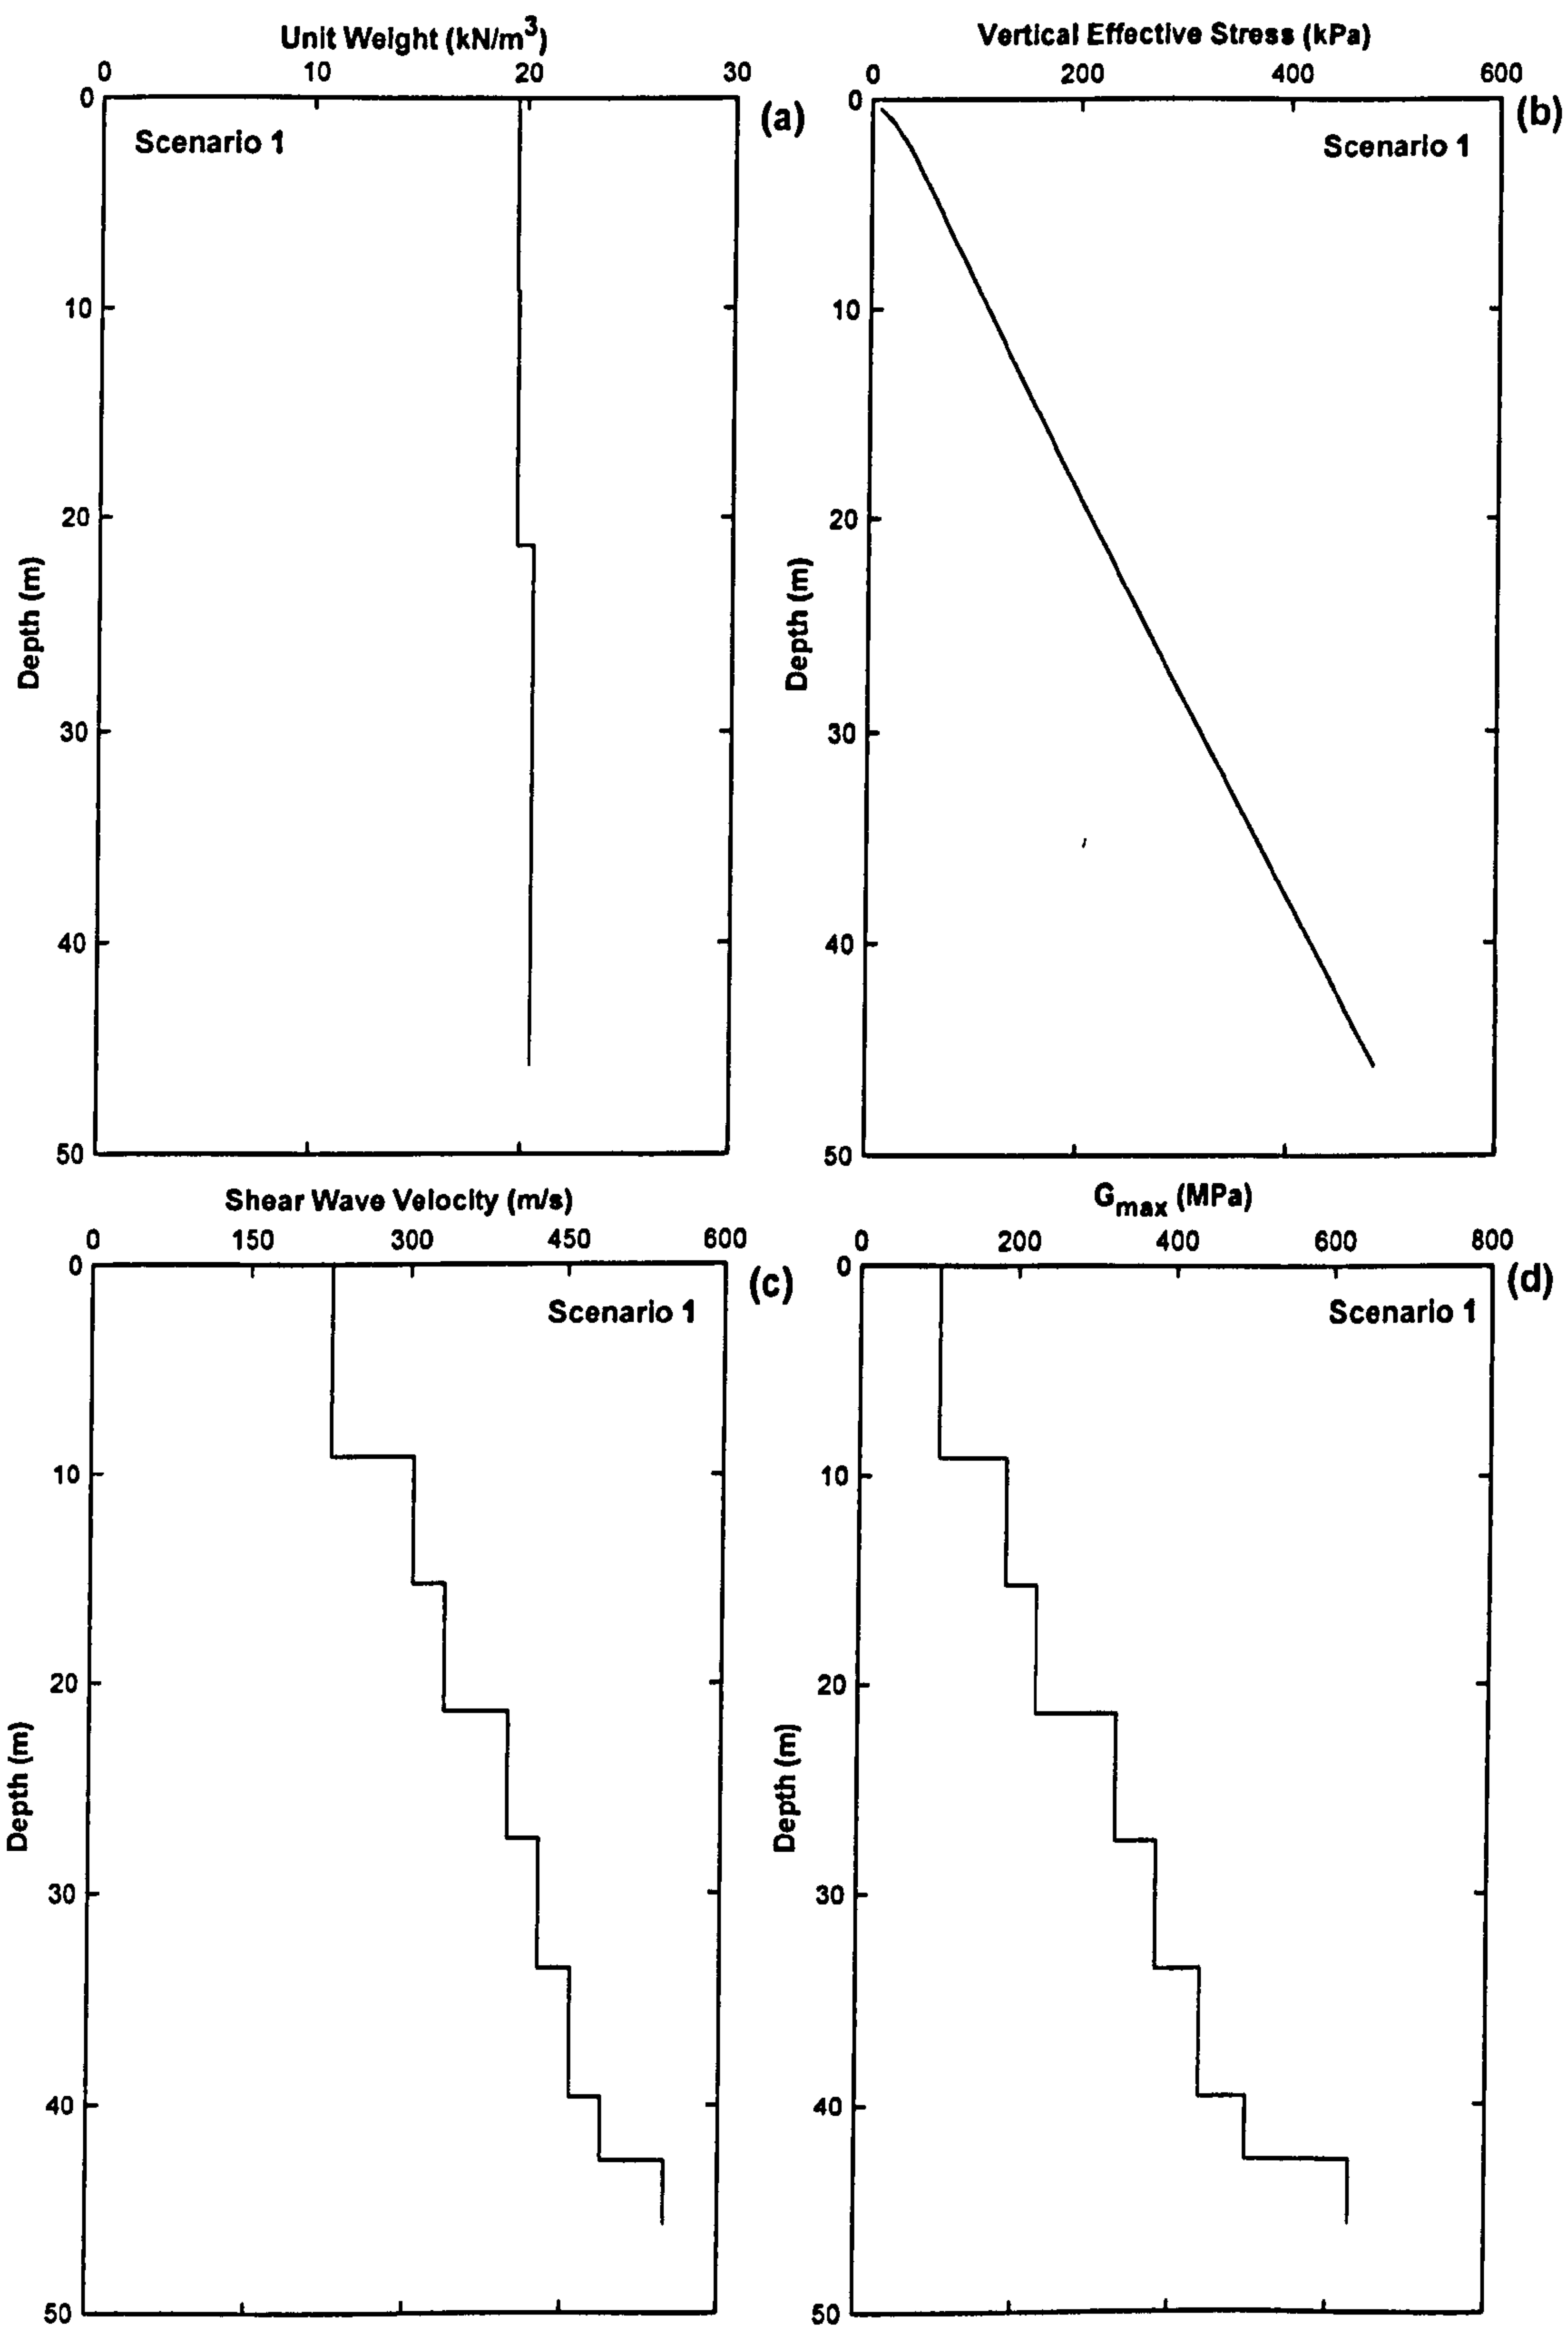 Unit Weight (kN/m³)
0 10 20 30
0
10
20
30
40
50
Depth (m)
Scenario 1
(a)
Vertical Effective Stress (kPa)
0 200 400 600
0
10
20
30
40
50
Depth (m)
Scenario 1
(b)
Shear Wave Velocity (m/s)
0 150 300 450 600
0
10
20
30
40
50
Depth (m)
Scenario 1
(c)
Gmax (MPa)
0 200 400 600 800
0
10
20
30
40
50
Depth (m)
Scenario 1
(d)